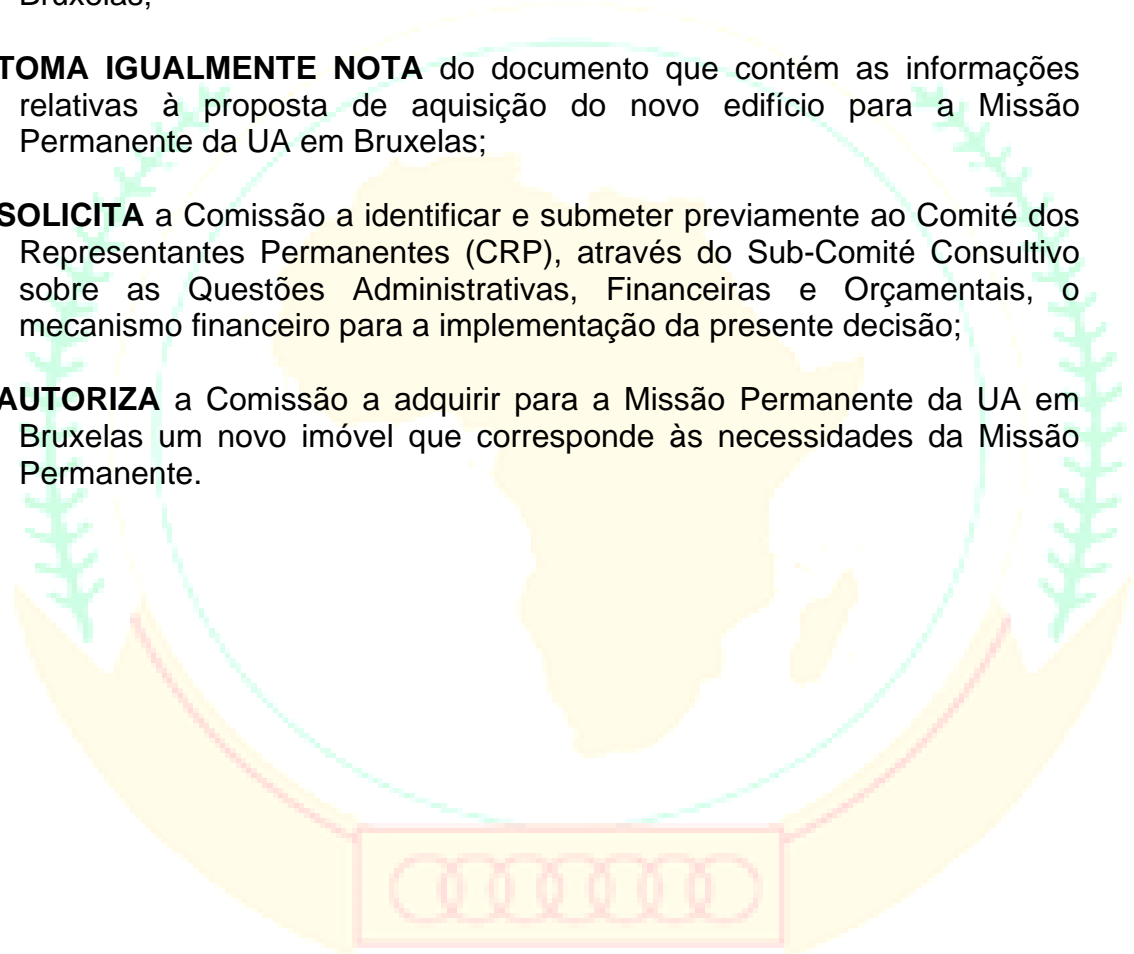 Bruxelas;
TOMA IGUALMENTE NOTA do documento que contém as informações
relativas à proposta de aquisição do novo edifício para a Missão
Permanente da UA em Bruxelas;
SOLICITA a Comissão a identificar e submeter previamente ao Comité dos
Representantes Permanentes (CRP), através do Sub-Comité Consultivo
sobre as Questões Administrativas, Financeiras e Orçamentais, o
mecanismo financeiro para a implementação da presente decisão;
AUTORIZA a Comissão a adquirir para a Missão Permanente da UA em
Bruxelas um novo imóvel que corresponde às necessidades da Missão
Permanente.